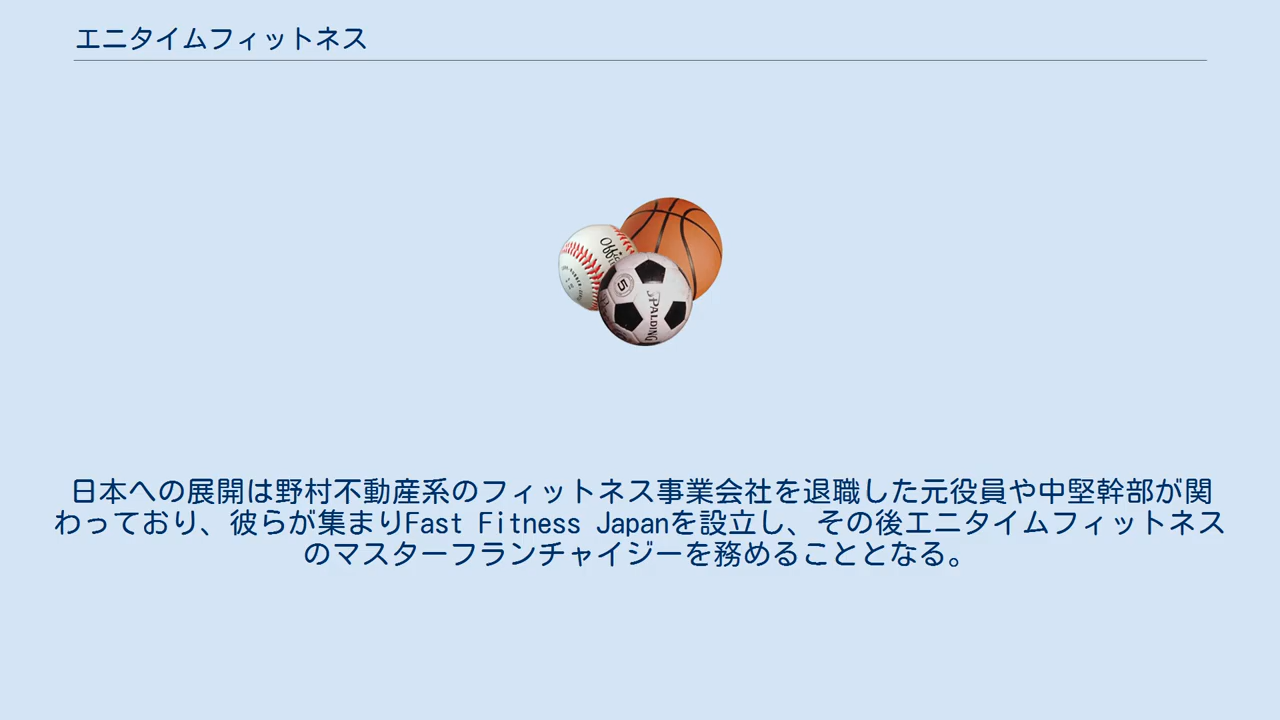 エニタイムフィットネス
Offici
5
SPALDING
日本への展開は野村不動産系のフィットネス事業会社を退職した元役員や中堅幹部が関
わっており、彼らが集まりFast Fitness Japanを設立し、その後エニタイムフィットネス
のマスターフランチャイジーを務めることとなる。